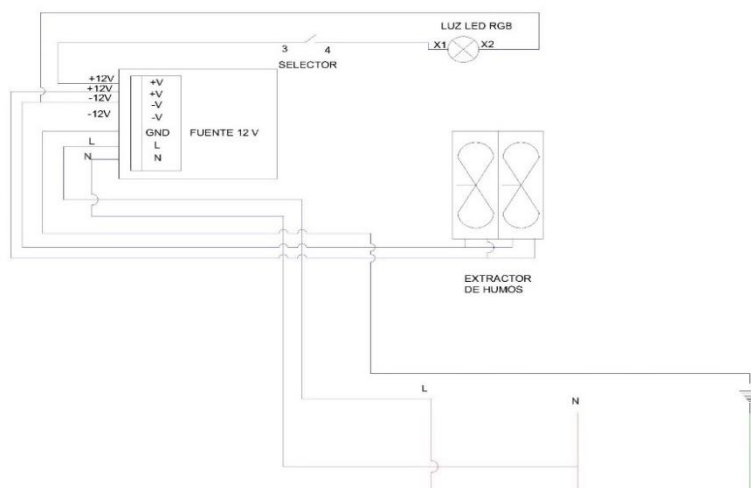 LUZ LED RGB
X1 X2
3 4
SELECTOR
+12V +V
+12V +V
-12V -V
-12V -V
GND FUENTE 12 V
L L
N N
EXTRACTOR
DE HUMOS
L
N